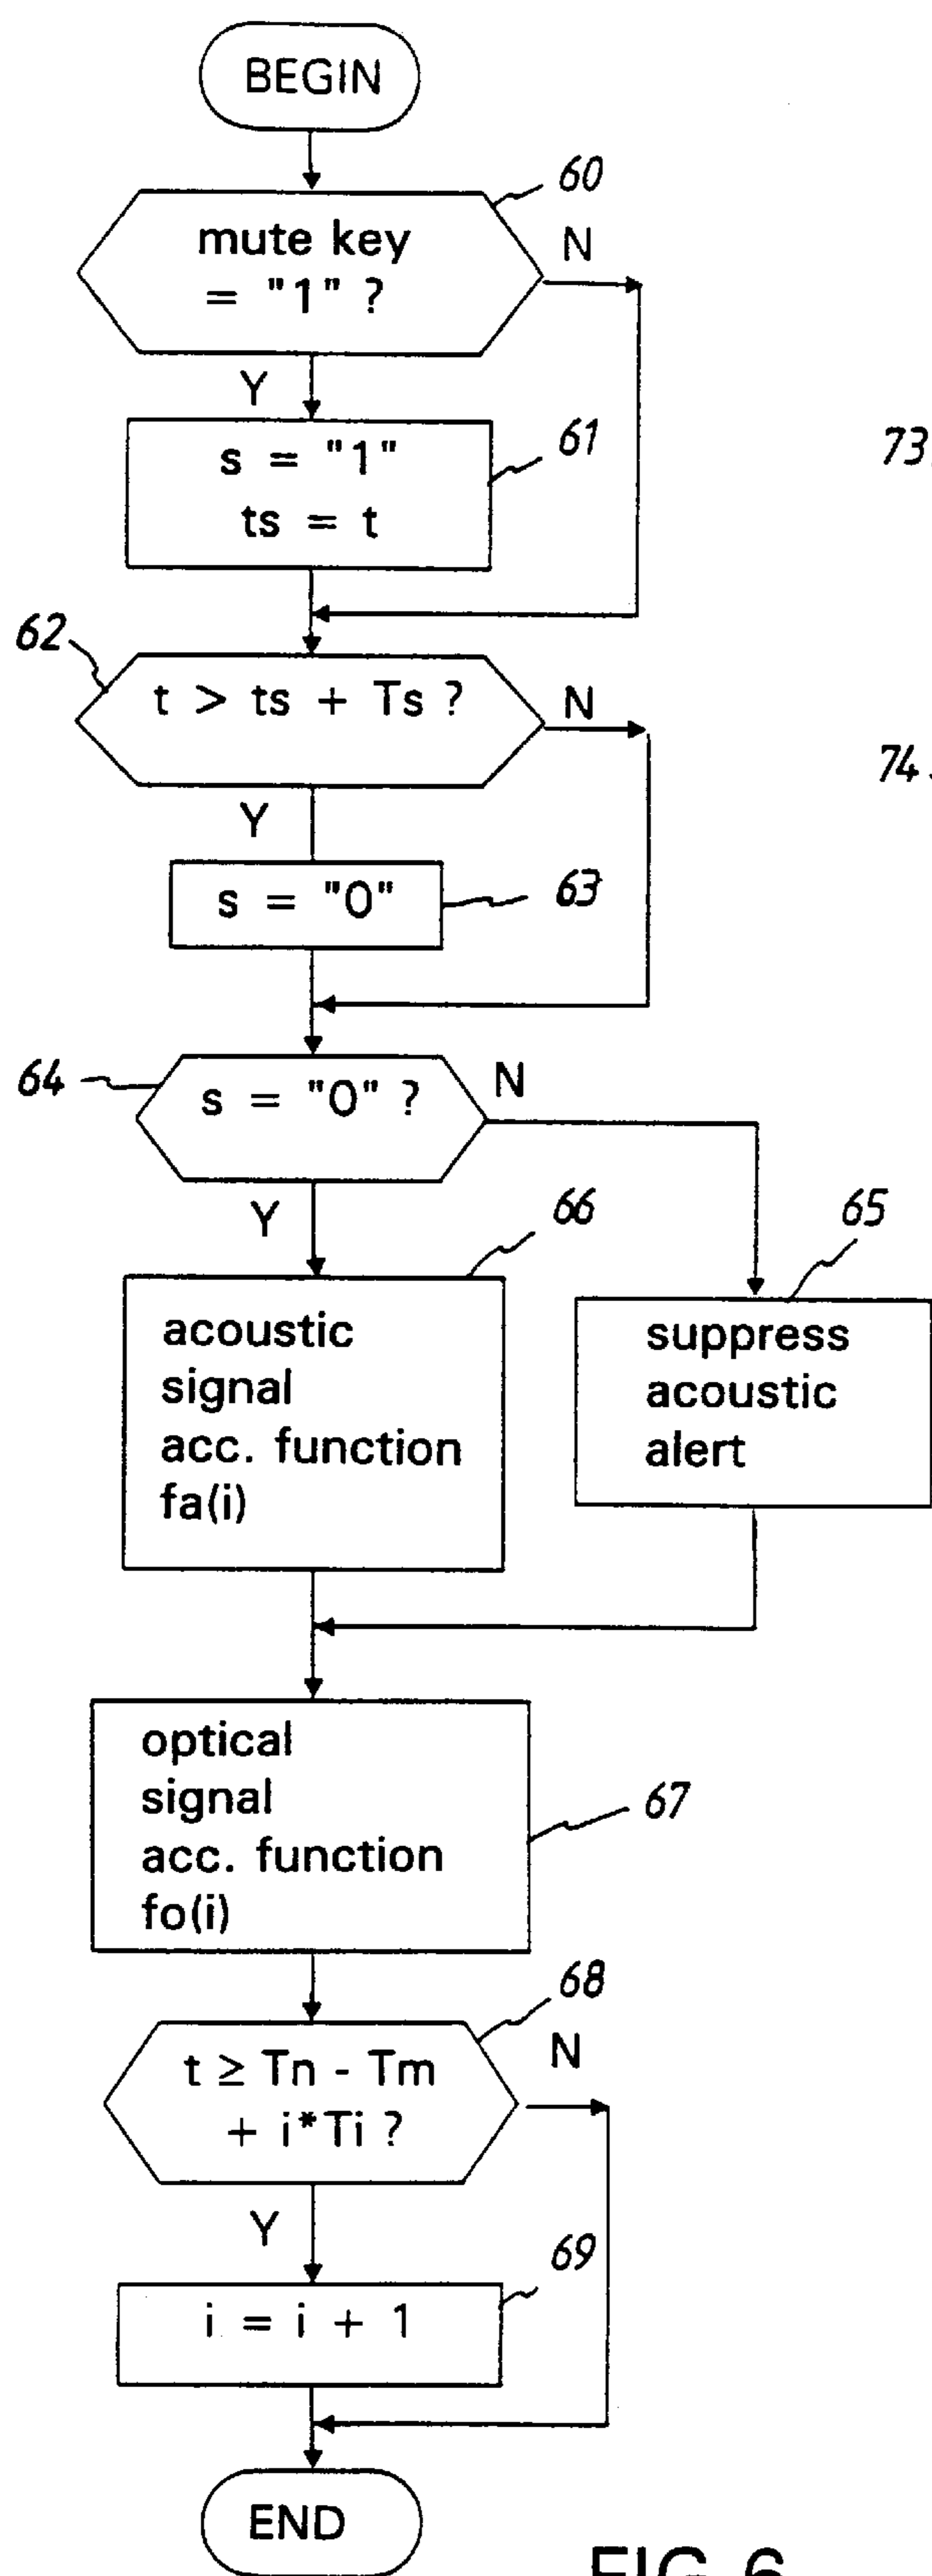 BEGIN
60
mute key
= "1" ?
N
Y
61
s = "1"
ts = t
73
62
t > ts + Ts ?
N
74
Y
s = "0"
63
64
s = "0" ?
N
Y
66
65
acoustic
signal
acc. function
fa(i)
suppress
acoustic
alert
optical
signal
acc. function
fo(i)
67
68
t ≥ Tn - Tm
+ i*Ti ?
N
Y
69
i = i + 1
END
FIG. 6